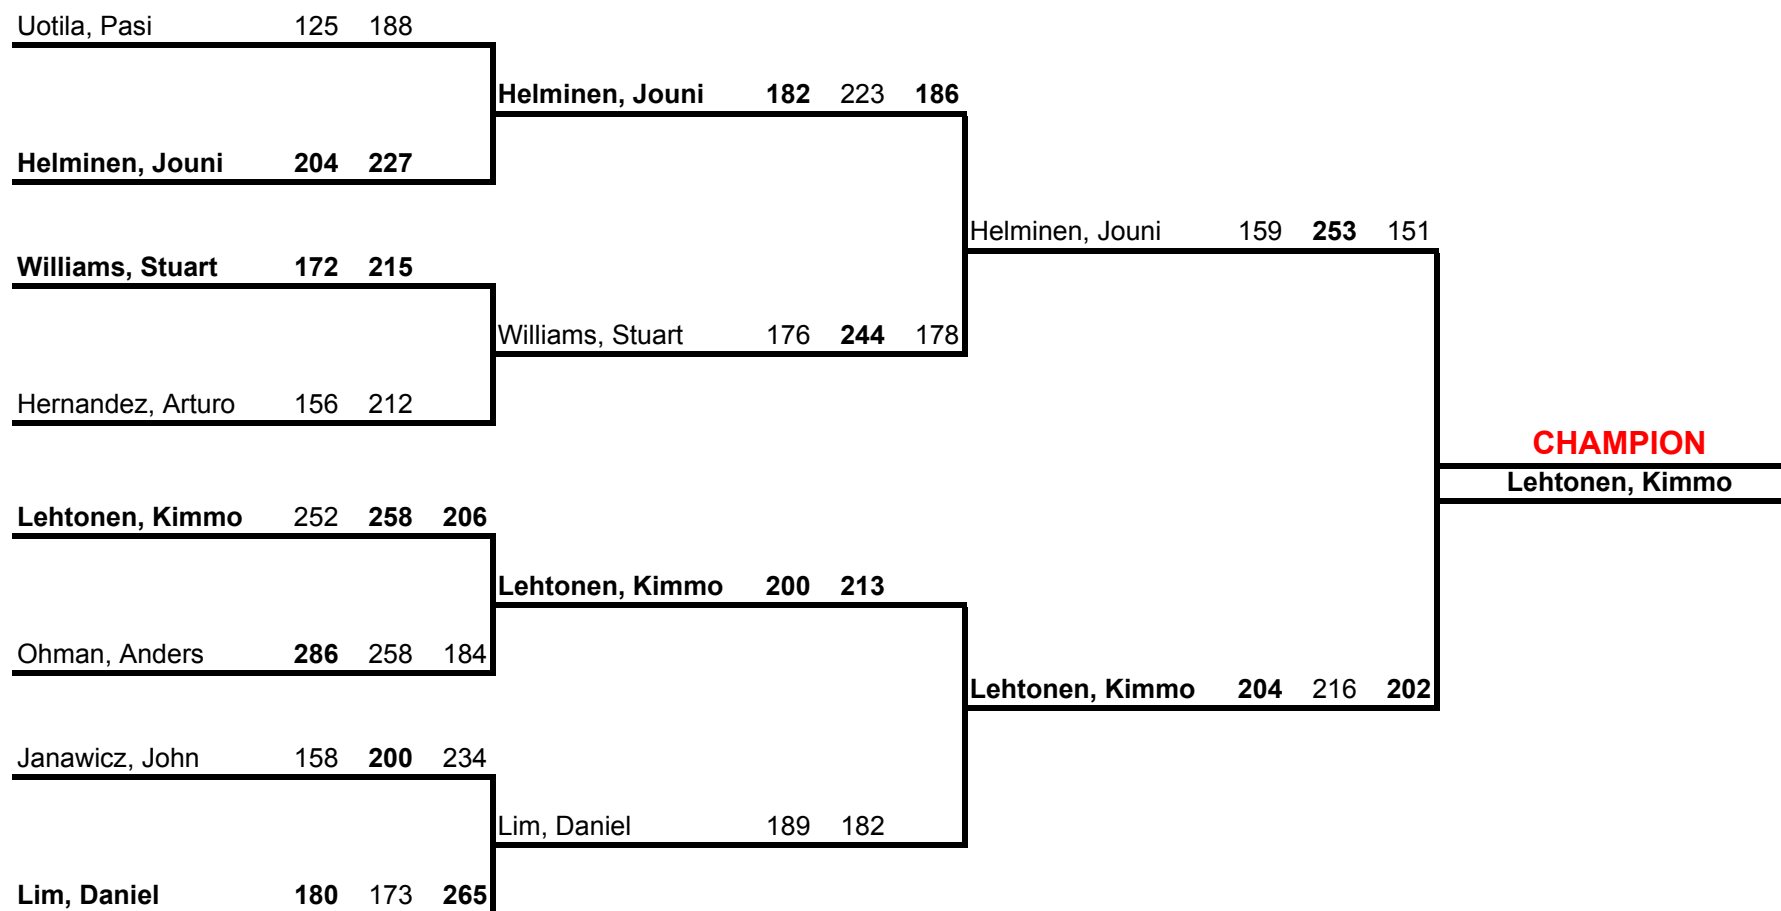 Uotila, Pasi 125 188
Helminen, Jouni 182 223 186
Helminen, Jouni 204 227
Helminen, Jouni 159 253 151
Williams, Stuart 172 215
Williams, Stuart 176 244 178
Hernandez, Arturo 156 212
CHAMPION
Lehtonen, Kimmo
Lehtonen, Kimmo 252 258 206
Lehtonen, Kimmo 200 213
Ohman, Anders 286 258 184
Lehtonen, Kimmo 204 216 202
Janawicz, John 158 200 234
Lim, Daniel 189 182
Lim, Daniel 180 173 265